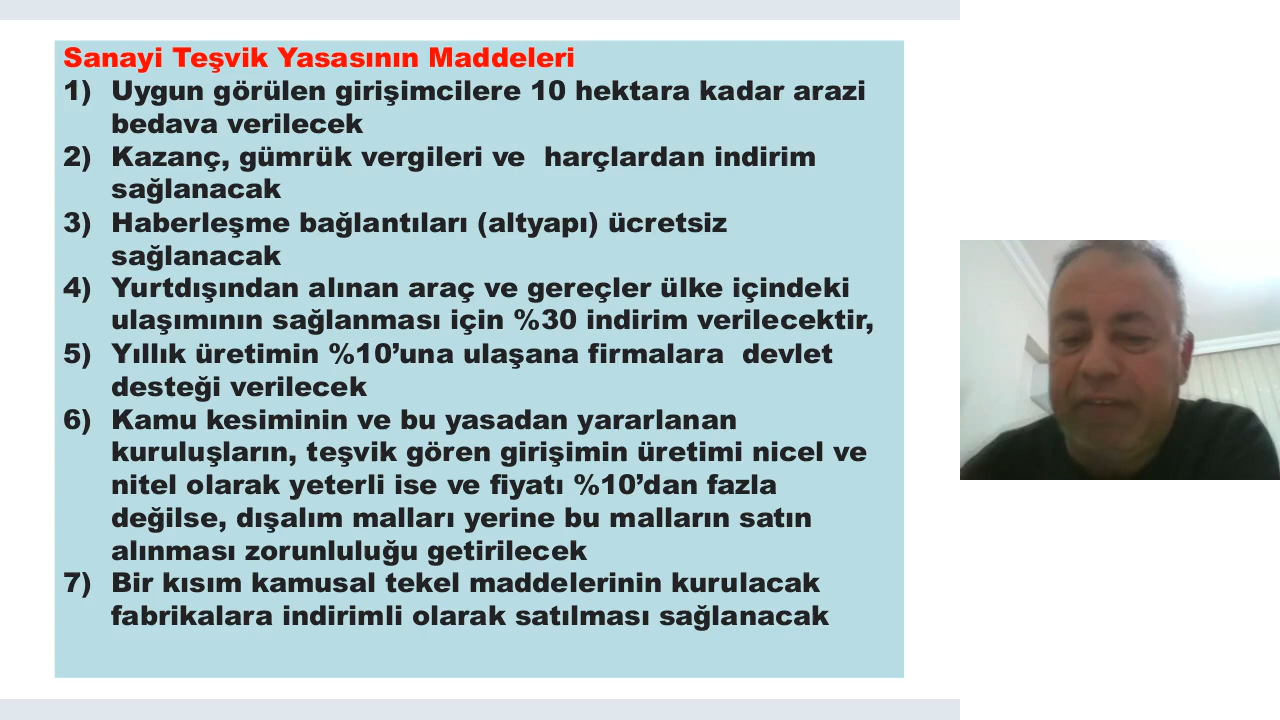 Sanayi Teşvik Yasasının Maddeleri
1) Uygun görülen girişimcilere 10 hektara kadar arazi
bedava verilecek
2) Kazanç, gümrük vergileri ve harçlardan indirim
sağlanacak
3) Haberleşme bağlantıları (altyapı) ücretsiz
sağlanacak
4) Yurtdışından alınan araç ve gereçler ülke içindeki
ulaşımının sağlanması için %30 indirim verilecektir,
5) Yıllık üretimin %10’una ulaşana firmalara devlet
desteği verilecek
6) Kamu kesiminin ve bu yasadan yararlanan
kuruluşların, teşvik gören girişimin üretimi nicel ve
nitel olarak yeterli ise ve fiyatı %10’dan fazla
değilse, dışalım malları yerine bu malların satın
alınması zorunluluğu getirilecek
7) Bir kısım kamusal tekel maddelerinin kurulacak
fabrikalara indirimli olarak satılması sağlanacak